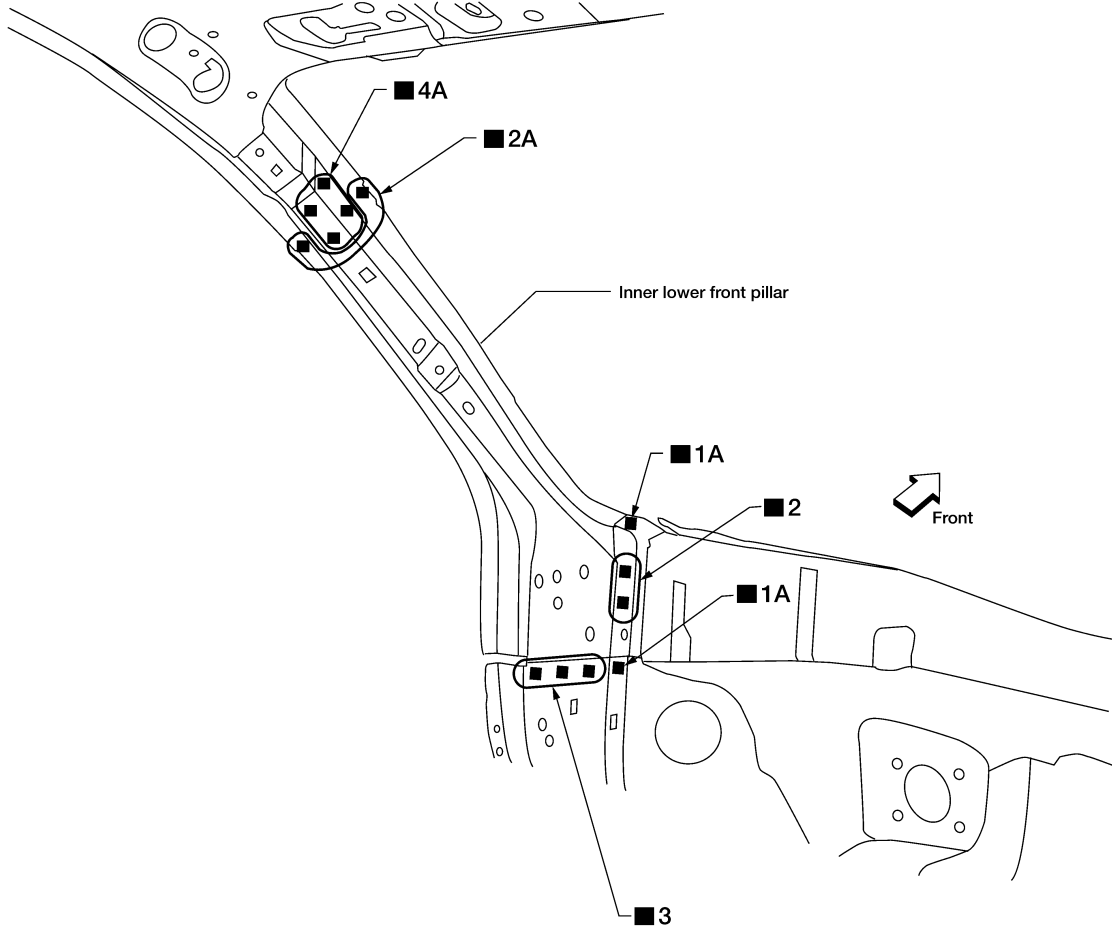 ■4A
■2A
Inner lower front pillar
■1A
■2
Front
■1A
■3